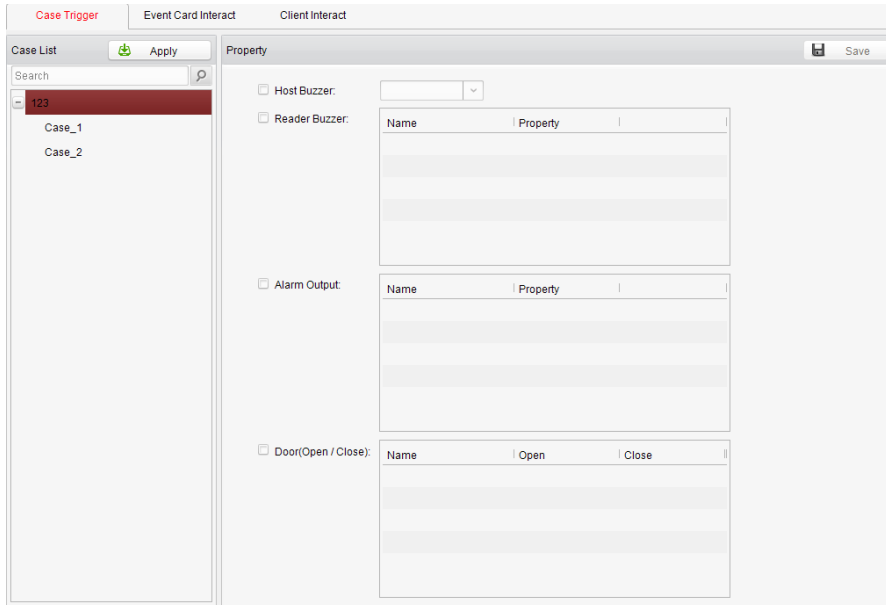 Case Trigger Event Card Interact Client Interact
Case List Apply Property Save
Search
123
Case_1
Case_2
Host Buzzer:
Reader Buzzer:
Name Property
Alarm Output:
Name Property
Door(Open / Close):
Name Open Close